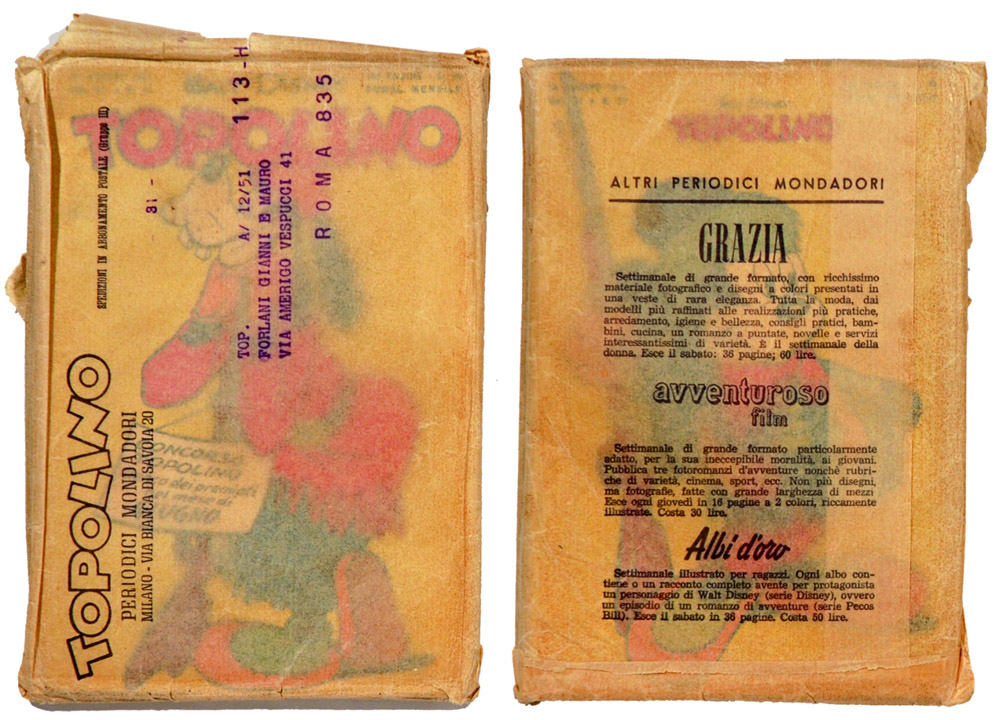 TOPOLINO
SPEDIZIONE IN ABBONAMENTO POSTALE (Gruppo III)
31 -
113-H
A/ 12/51
TOP.
FORLANI GIANNI E MAURO
VIA AMERIGO VESPUCCI 41
ROMA 835
CONCORSO
TOPOLINO
TOPOLINO
PERIODICI MONDADORI
MILANO - VIA BIANCA DI SAVOIA 20
TOPOLINO
ALTRI PERIODICI MONDADORI
GRAZIA
Settimanale di grande formato, con ricchissimo
materiale fotografico e disegni a colori presentati in
una veste di rara eleganza. Tutta la moda, dai
modelli più raffinati alle realizzazioni più pratiche,
arredamento, igiene e bellezza, consigli pratici, bam-
bini, cucina, un romanzo a puntate, novelle e servizi
interessantissimi di varietà. È il settimanale della
donna. Esce il sabato: 36 pagine; 60 lire.
avventuroso
film
Settimanale di grande formato particolarmente
adatto, per la sua ineccepibile moralità, ai giovani.
Pubblica tre fotoromanzi d'avventure nonchè rubri-
che di varietà, cinema, sport, ecc. Non più disegni,
ma fotografie, fatte con grande larghezza di mezzi
Esce ogni giovedì in 16 pagine a 2 colori, riccamente
illustrate. Costa 30 lire.
Albi d'oro
Settimanale illustrato per ragazzi. Ogni albo con-
tiene o un racconto completo avente per protagonista
un personaggio di Walt Disney (serie Disney), ovvero
un episodio di un romanzo di avventure (serie Pecos
Bill). Esce il sabato in 36 pagine. Costa 50 lire.